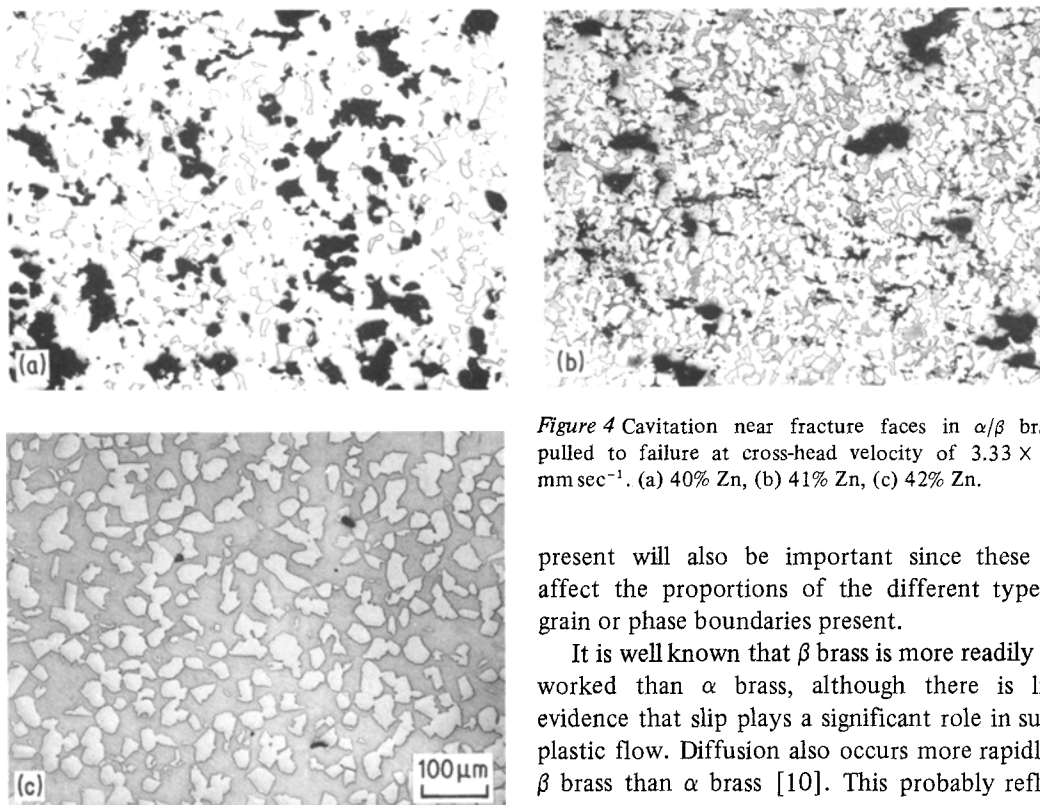 (a)
(b)
Figure 4 Cavitation near fracture faces in α/β br
pulled to failure at cross-head velocity of 3.33 ×
mm sec⁻¹. (a) 40% Zn, (b) 41% Zn, (c) 42% Zn.
(c)
100 μm
present will also be important since these
affect the proportions of the different type
grain or phase boundaries present.
It is well known that β brass is more readily
worked than α brass, although there is li
evidence that slip plays a significant role in su
plastic flow. Diffusion also occurs more rapidl
β brass than α brass [10]. This probably refl